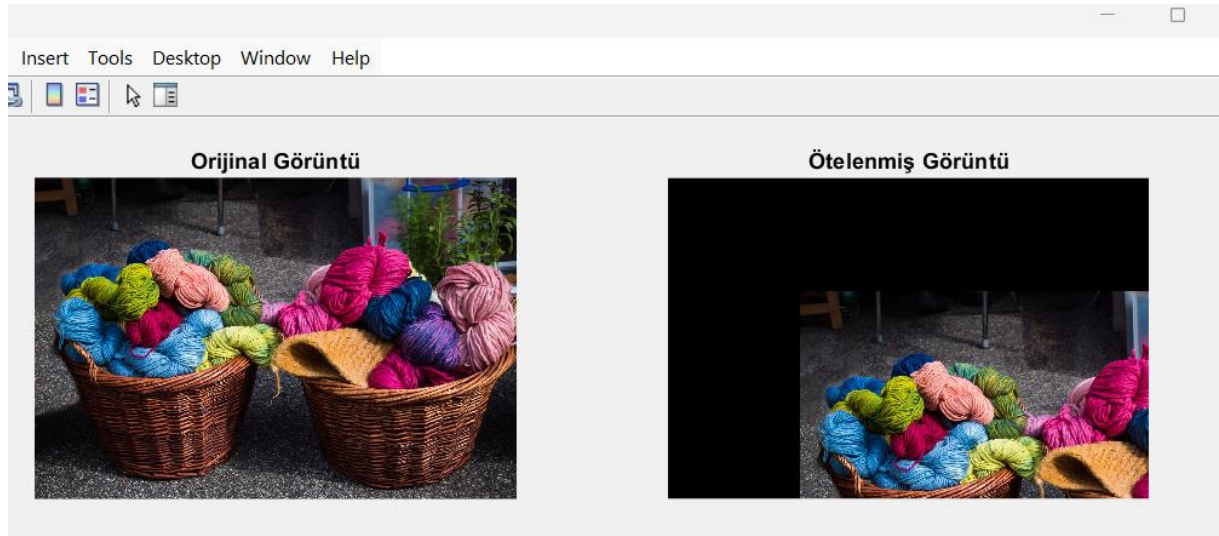 Insert Tools Desktop Window Help
Orijinal Görüntü
Ötelenmiş Görüntü